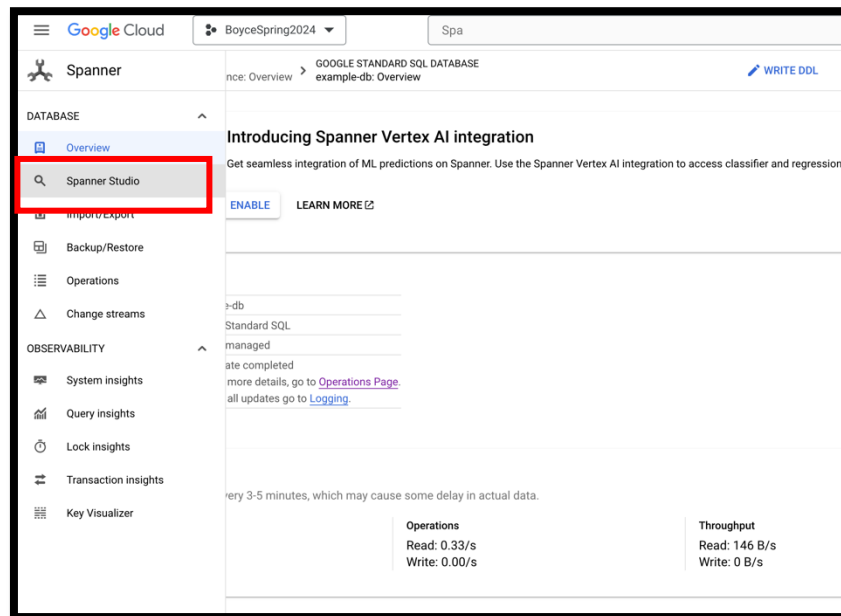 Google Cloud
BoyceSpring2024
Spa
Spanner
nce: Overview
GOOGLE STANDARD SQL DATABASE
example-db: Overview
WRITE DDL
DATABASE
Overview
Spanner Studio
Import/Export
Backup/Restore
Operations
Change streams
OBSERVABILITY
System insights
Query insights
Lock insights
Transaction insights
Key Visualizer
Introducing Spanner Vertex AI integration
Get seamless integration of ML predictions on Spanner. Use the Spanner Vertex AI integration to access classifier and regression
ENABLE
LEARN MORE
e-db
Standard SQL
managed
ate completed
more details, go to Operations Page.
all updates go to Logging.
very 3-5 minutes, which may cause some delay in actual data.
Operations
Read: 0.33/s
Write: 0.00/s
Throughput
Read: 146 B/s
Write: 0 B/s